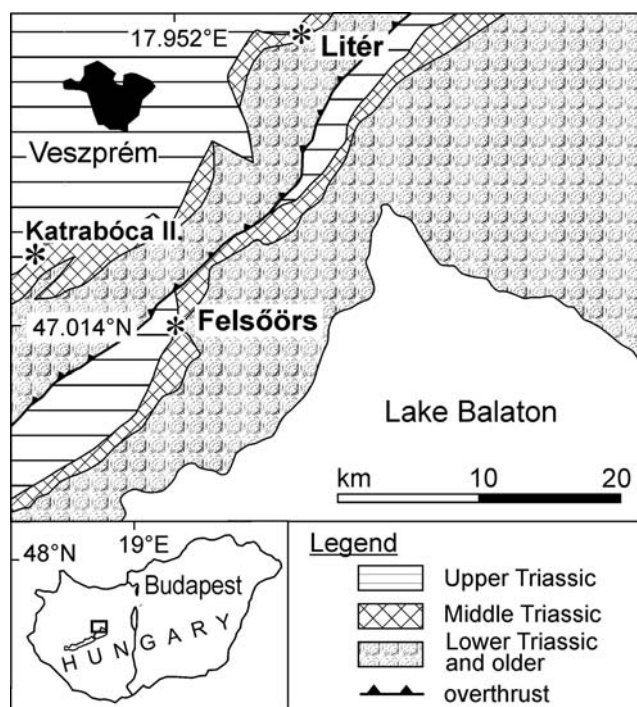 17.952°E
Litér
Veszprém
Katrabóca II.
47.014°N
Felsőörs
Lake Balaton
km 10 20
48°N
19°E
Budapest
HUNGARY
Legend
Upper Triassic
Middle Triassic
Lower Triassic
and older
overthrust